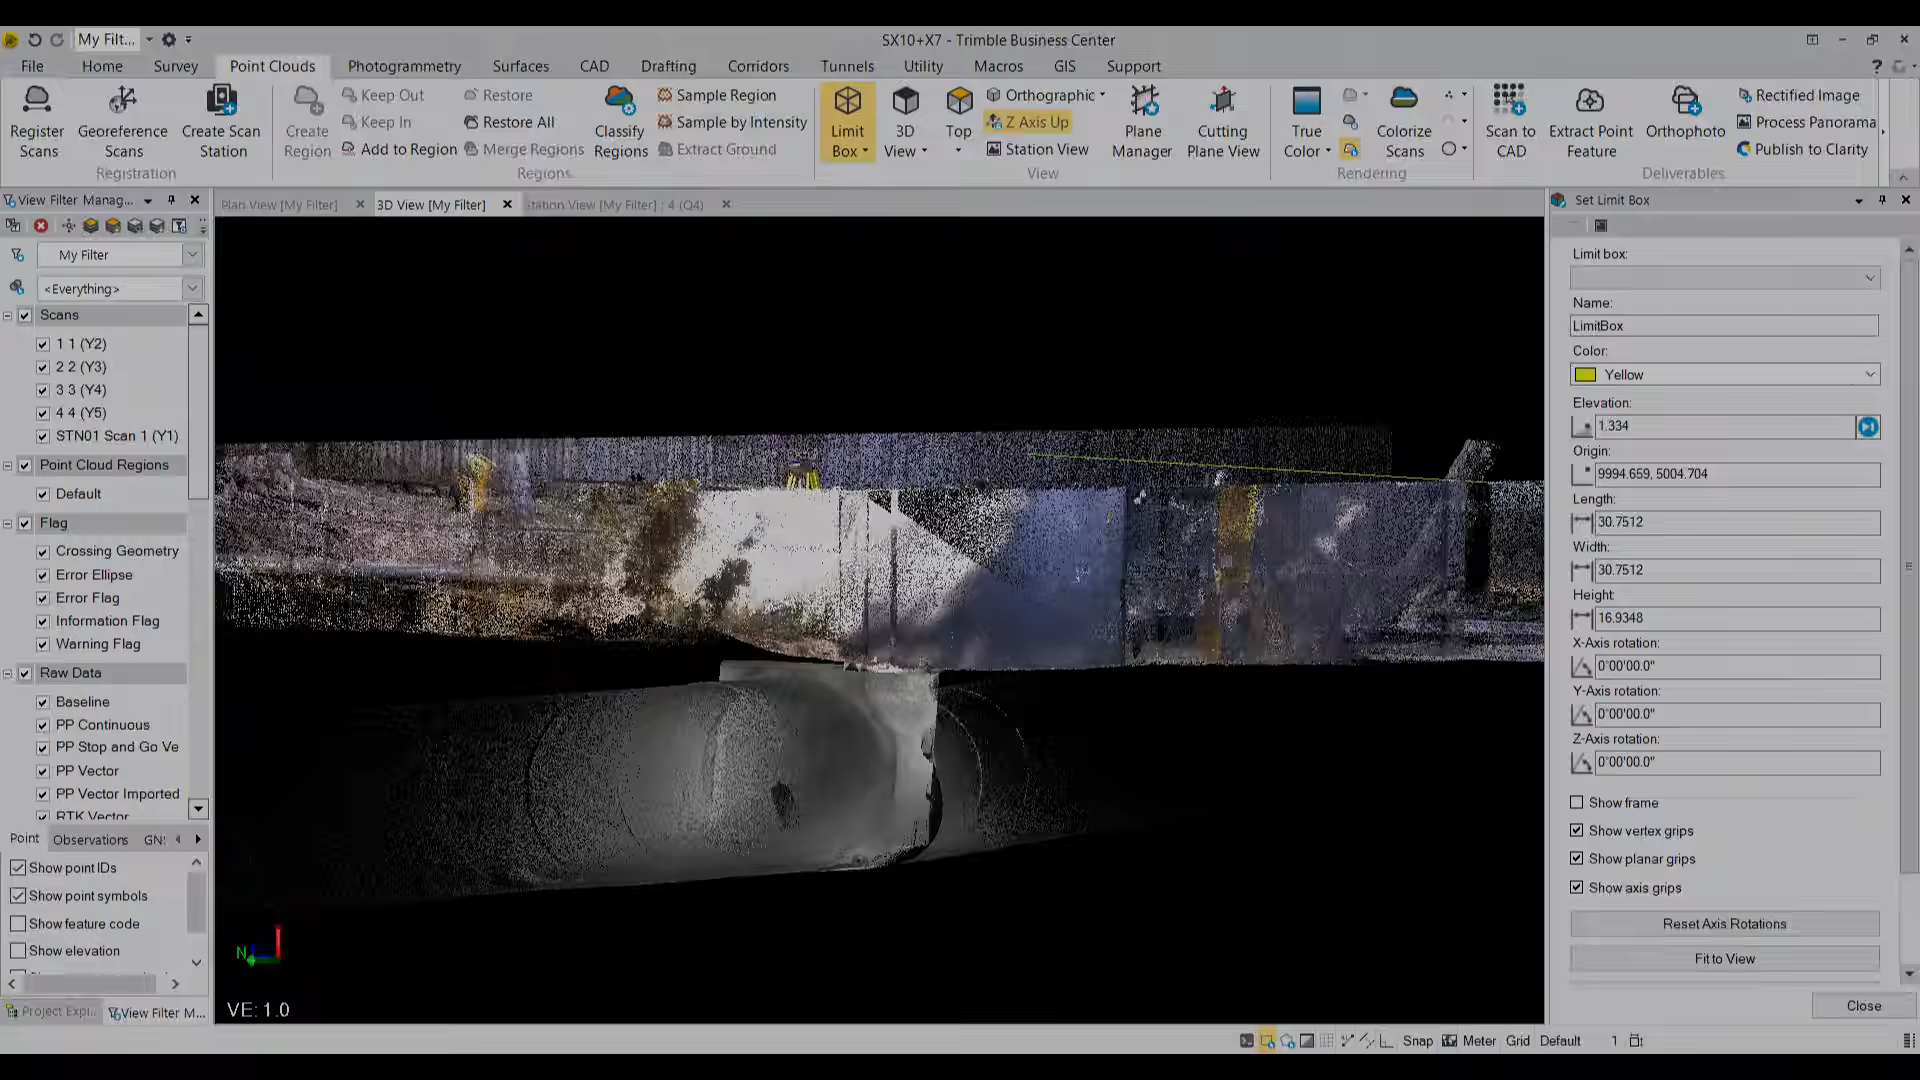 My Filt...
SX10+X7 - Trimble Business Center
File Home Survey Point Clouds Photogrammetry Surfaces CAD Drafting Corridors Tunnels Utility Macros GIS Support
Register Scans
Georeference Scans
Create Scan Station
Registration
Create Region
Keep Out
Keep In
Add to Region
Restore
Restore All
Merge Regions
Classify Regions
Sample Region
Sample by Intensity
Extract Ground
Regions
Limit Box
3D View
Top
Orthographic
Z Axis Up
Station View
Plane Manager
Cutting Plane View
View
True Color
Colorize Scans
Rendering
Scan to CAD
Extract Point Feature
Orthophoto
Rectified Image
Process Panorama
Publish to Clarity
Deliverables
View Filter Manag...
My Filter
<Everything>
Scans
1 1 (Y2)
2 2 (Y3)
3 3 (Y4)
4 4 (Y5)
STN01 Scan 1 (Y1)
Point Cloud Regions
Default
Flag
Crossing Geometry
Error Ellipse
Error Flag
Information Flag
Warning Flag
Raw Data
Baseline
PP Continuous
PP Stop and Go Ve
PP Vector
PP Vector Imported
RTK Vector
Point Observations GN
Show point IDs
Show point symbols
Show feature code
Show elevation
Project Expl...
View Filter M...
Plan View [My Filter]
3D View [My Filter]
Station View [My Filter] : 4 (Q4)
N
VE: 1.0
Set Limit Box
Limit box:
Name:
LimitBox
Color:
Yellow
Elevation:
1.334
Origin:
9994.659, 5004.704
Length:
30.7512
Width:
30.7512
Height:
16.9348
X-Axis rotation:
0°00'00.0"
Y-Axis rotation:
0°00'00.0"
Z-Axis rotation:
0°00'00.0"
Show frame
Show vertex grips
Show planar grips
Show axis grips
Reset Axis Rotations
Fit to View
Close
Snap Meter Grid Default 1